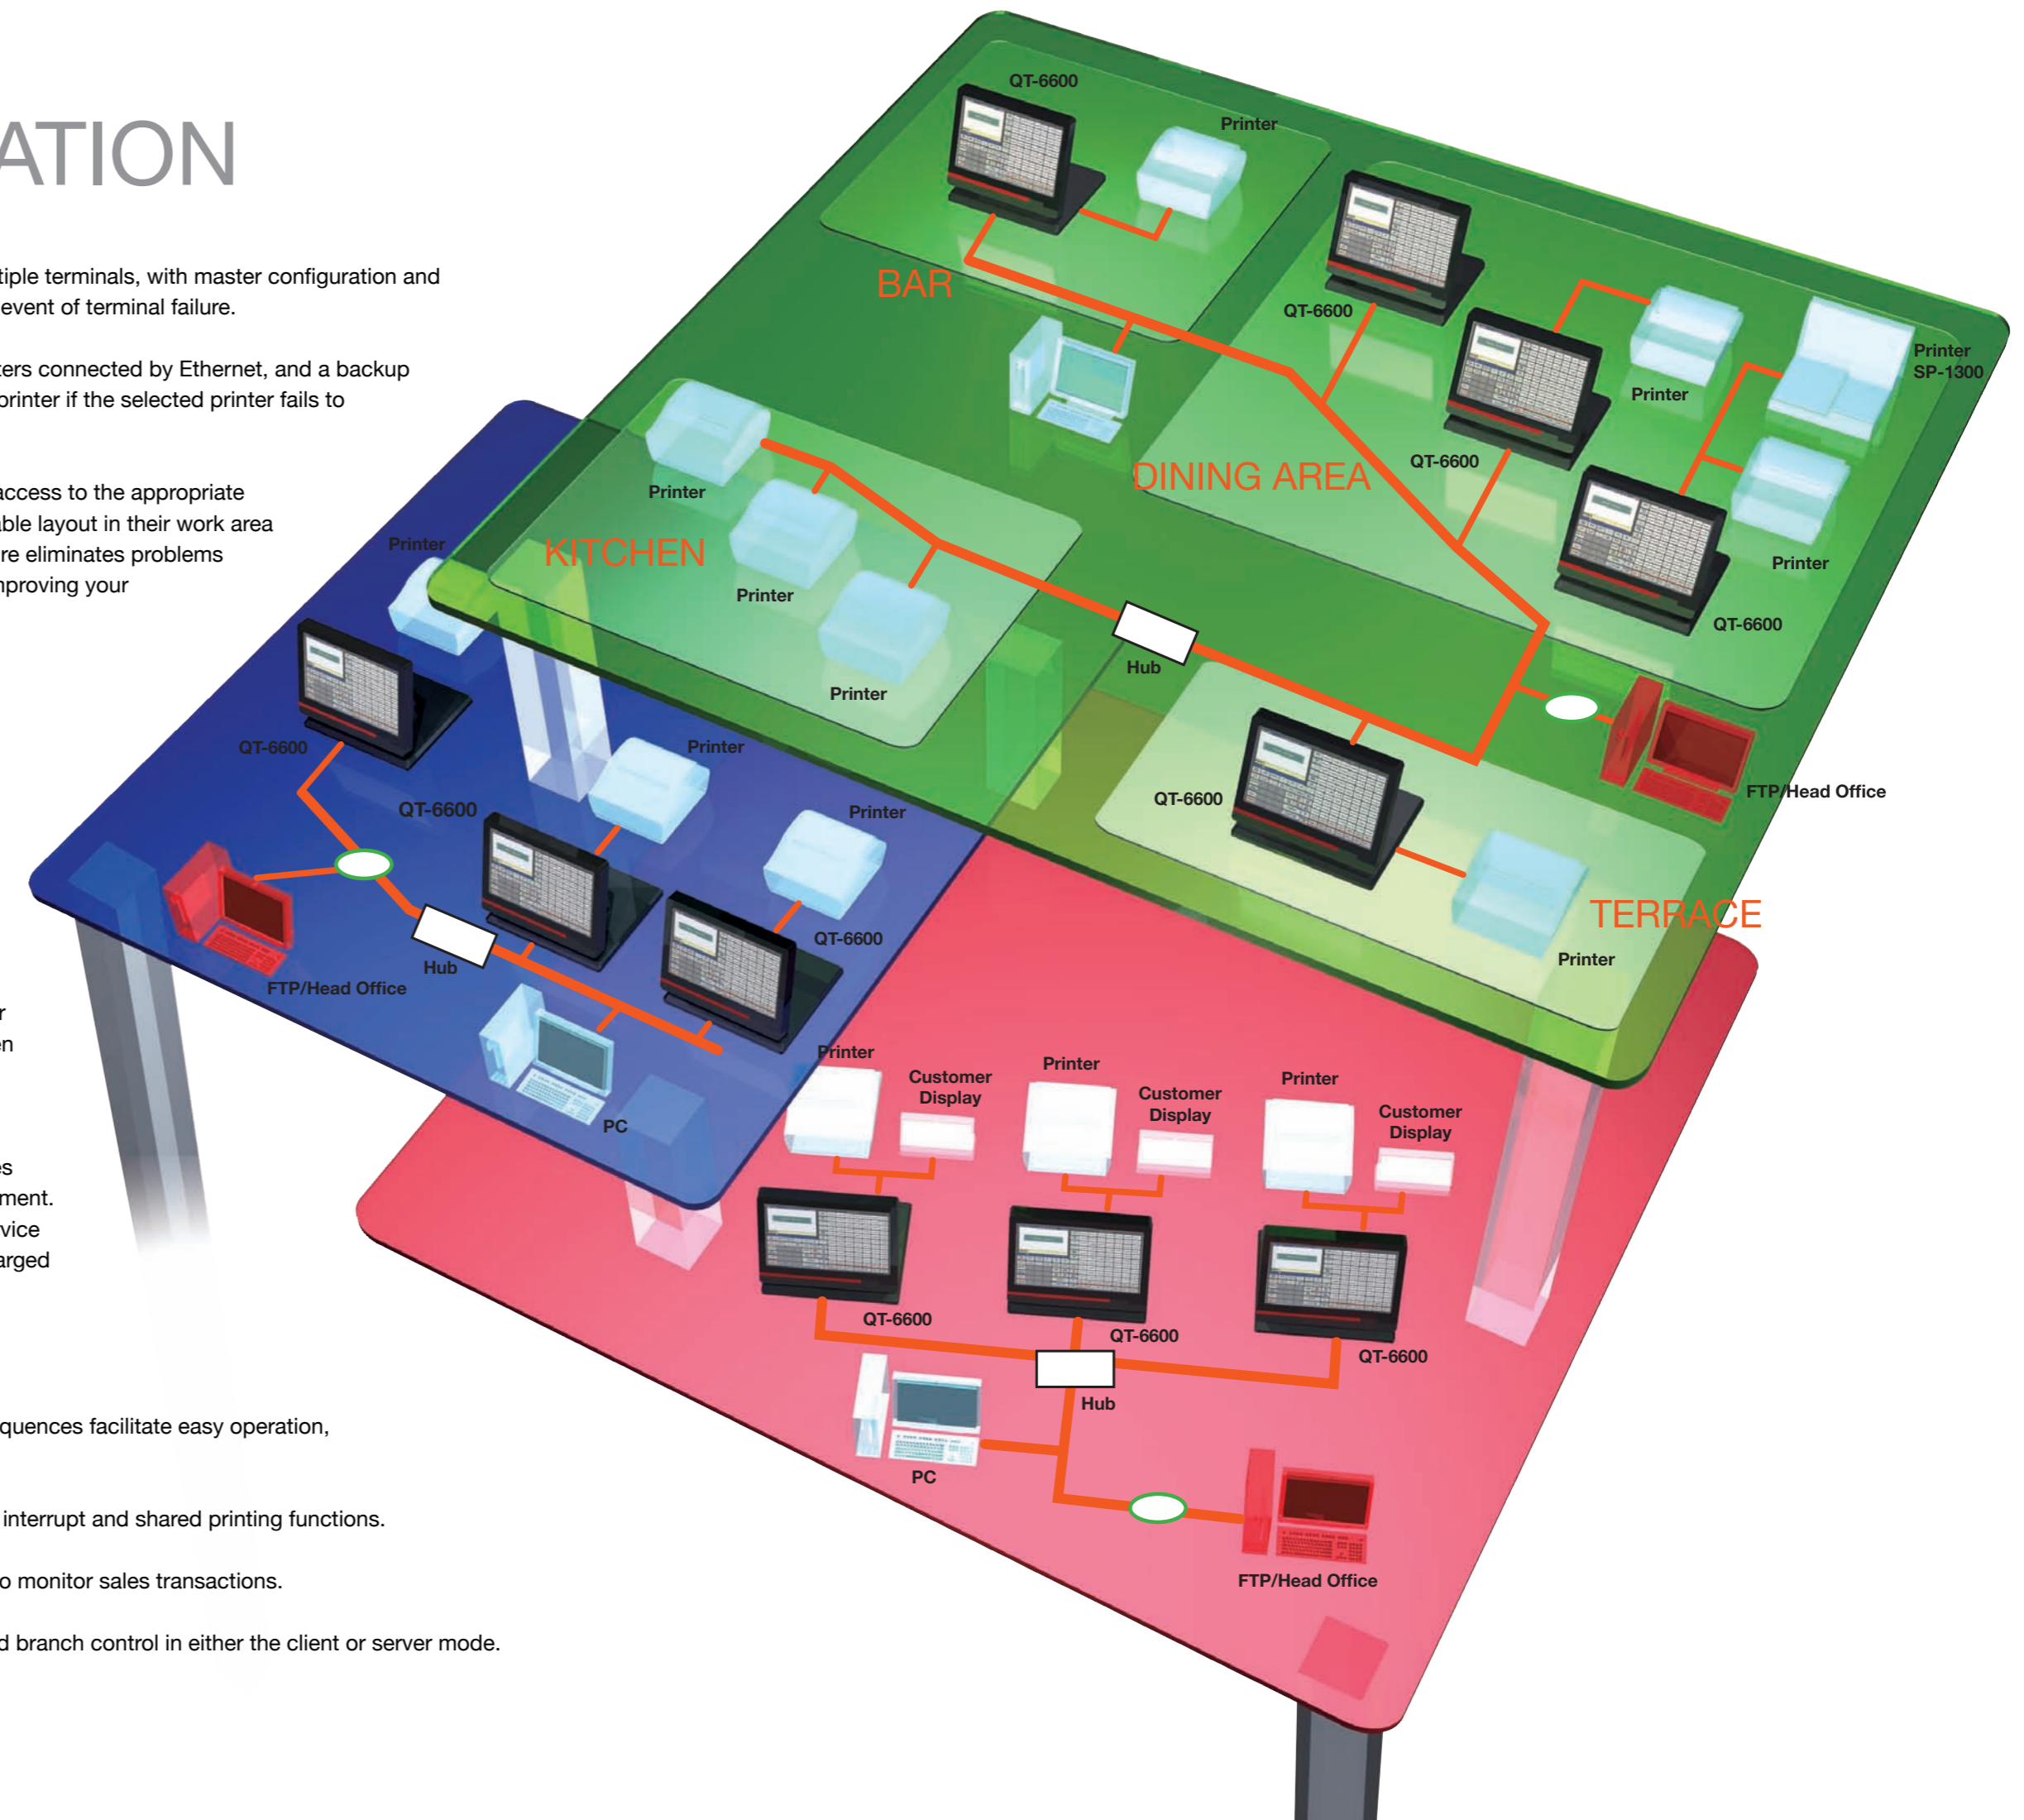 ATION
tiple terminals, with master configuration and
event of terminal failure.
ters connected by Ethernet, and a backup
printer if the selected printer fails to
access to the appropriate
able layout in their work area
re eliminates problems
mproving your
r
en
es
ment.
vice
arged
quences facilitate easy operation,
interrupt and shared printing functions.
o monitor sales transactions.
d branch control in either the client or server mode.
QT-6600
Printer
BAR
QT-6600
Printer
SP-1300
Printer
QT-6600
DINING AREA
Printer
QT-6600
Printer
KITCHEN
Printer
Printer
Hub
QT-6600
Printer
TERRACE
FTP/Head Office
Printer
QT-6600
Printer
QT-6600
Printer
QT-6600
Hub
FTP/Head Office
PC
Printer
Customer
Display
Printer
Customer
Display
Printer
Customer
Display
QT-6600
QT-6600
QT-6600
Hub
PC
FTP/Head Office